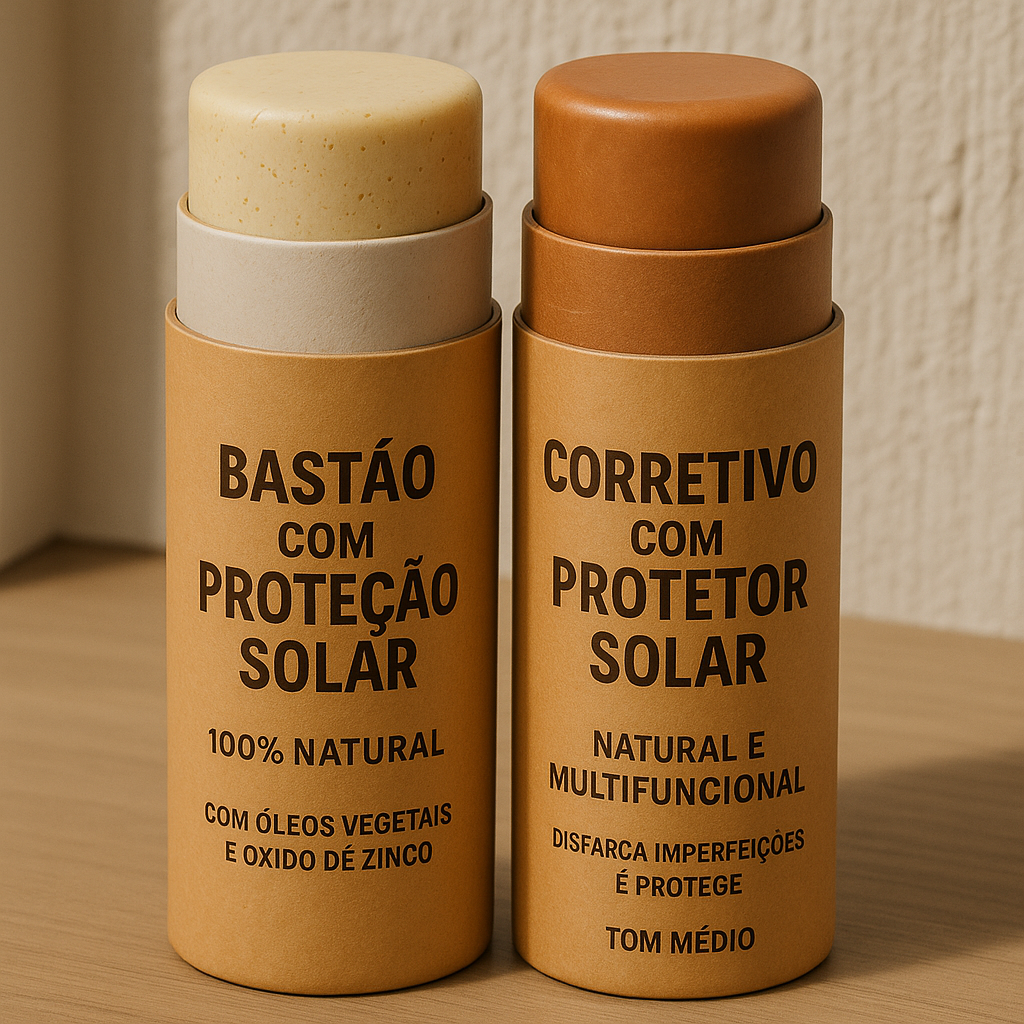 BASTÁO
COM
PROTEÇÃO
SOLAR
100% NATURAL
COM ÓLEOS VEGETAIS
E OXIDO DÉ ZINCO
CORRETIVO
COM
PROTETOR
SOLAR
NATURAL E
MULTIFUNCIONAL
DISFARCA IMPERFEIÇÒES
É PROTEGE
TOM MÉDIO